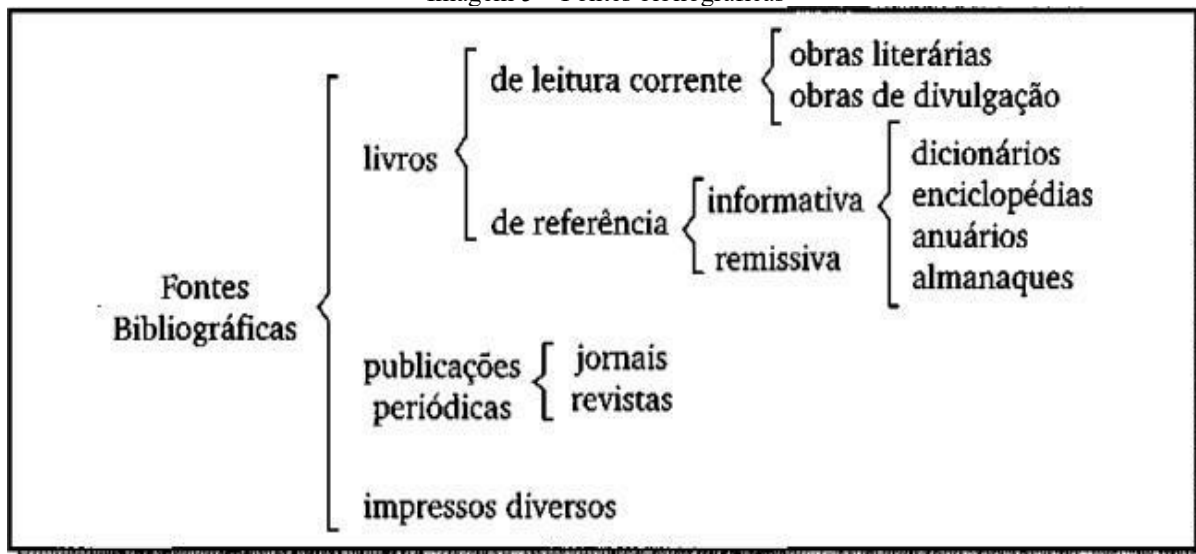 de leitura corrente
obras literárias
obras de divulgação
livros
de referência
informativa
remissiva
dicionários
enciclopédias
anuários
almanaques
Fontes
Bibliográficas
publicações
periódicas
jornais
revistas
impressos diversos